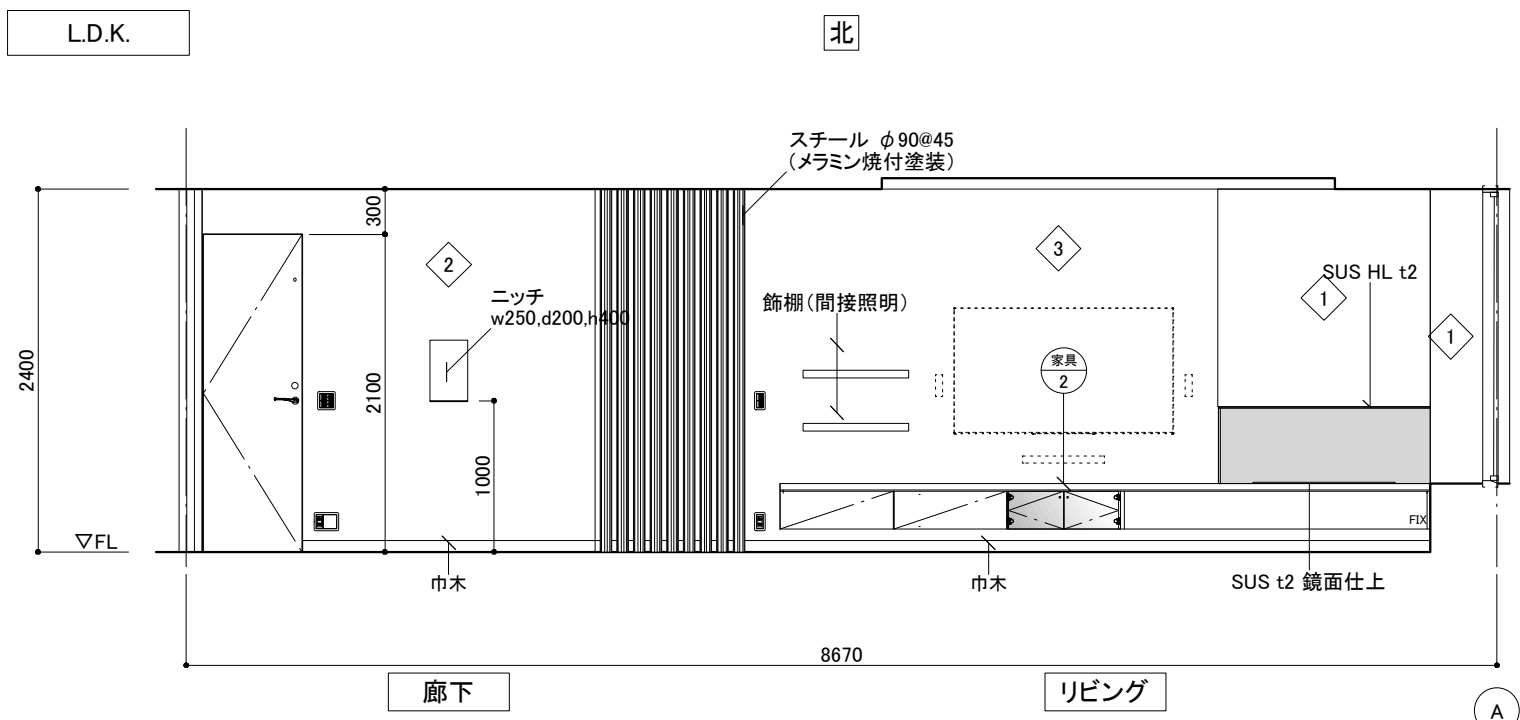 L.D.K.
北
スチール φ90@45
（メラミン焼付塗装）
300
2
3
SUS HL t2
ニッチ
w250,d200,h400
飾棚（間接照明）
1
1
2400
家具
2
2100
1000
FIX
▽FL
巾木
巾木
SUS t2 鏡面仕上
8670
廊下
リビング
A